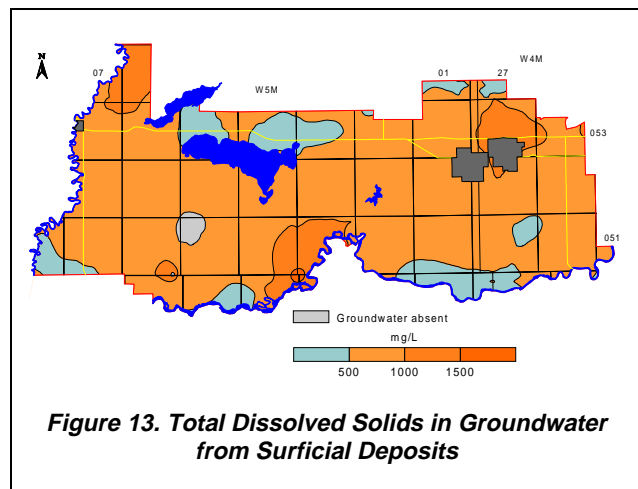 W4M
N
07
01
27
W5M
053
051
Groundwater absent
mg/L
500 1000 1500
Figure 13. Total Dissolved Solids in Groundwater
from Surficial Deposits